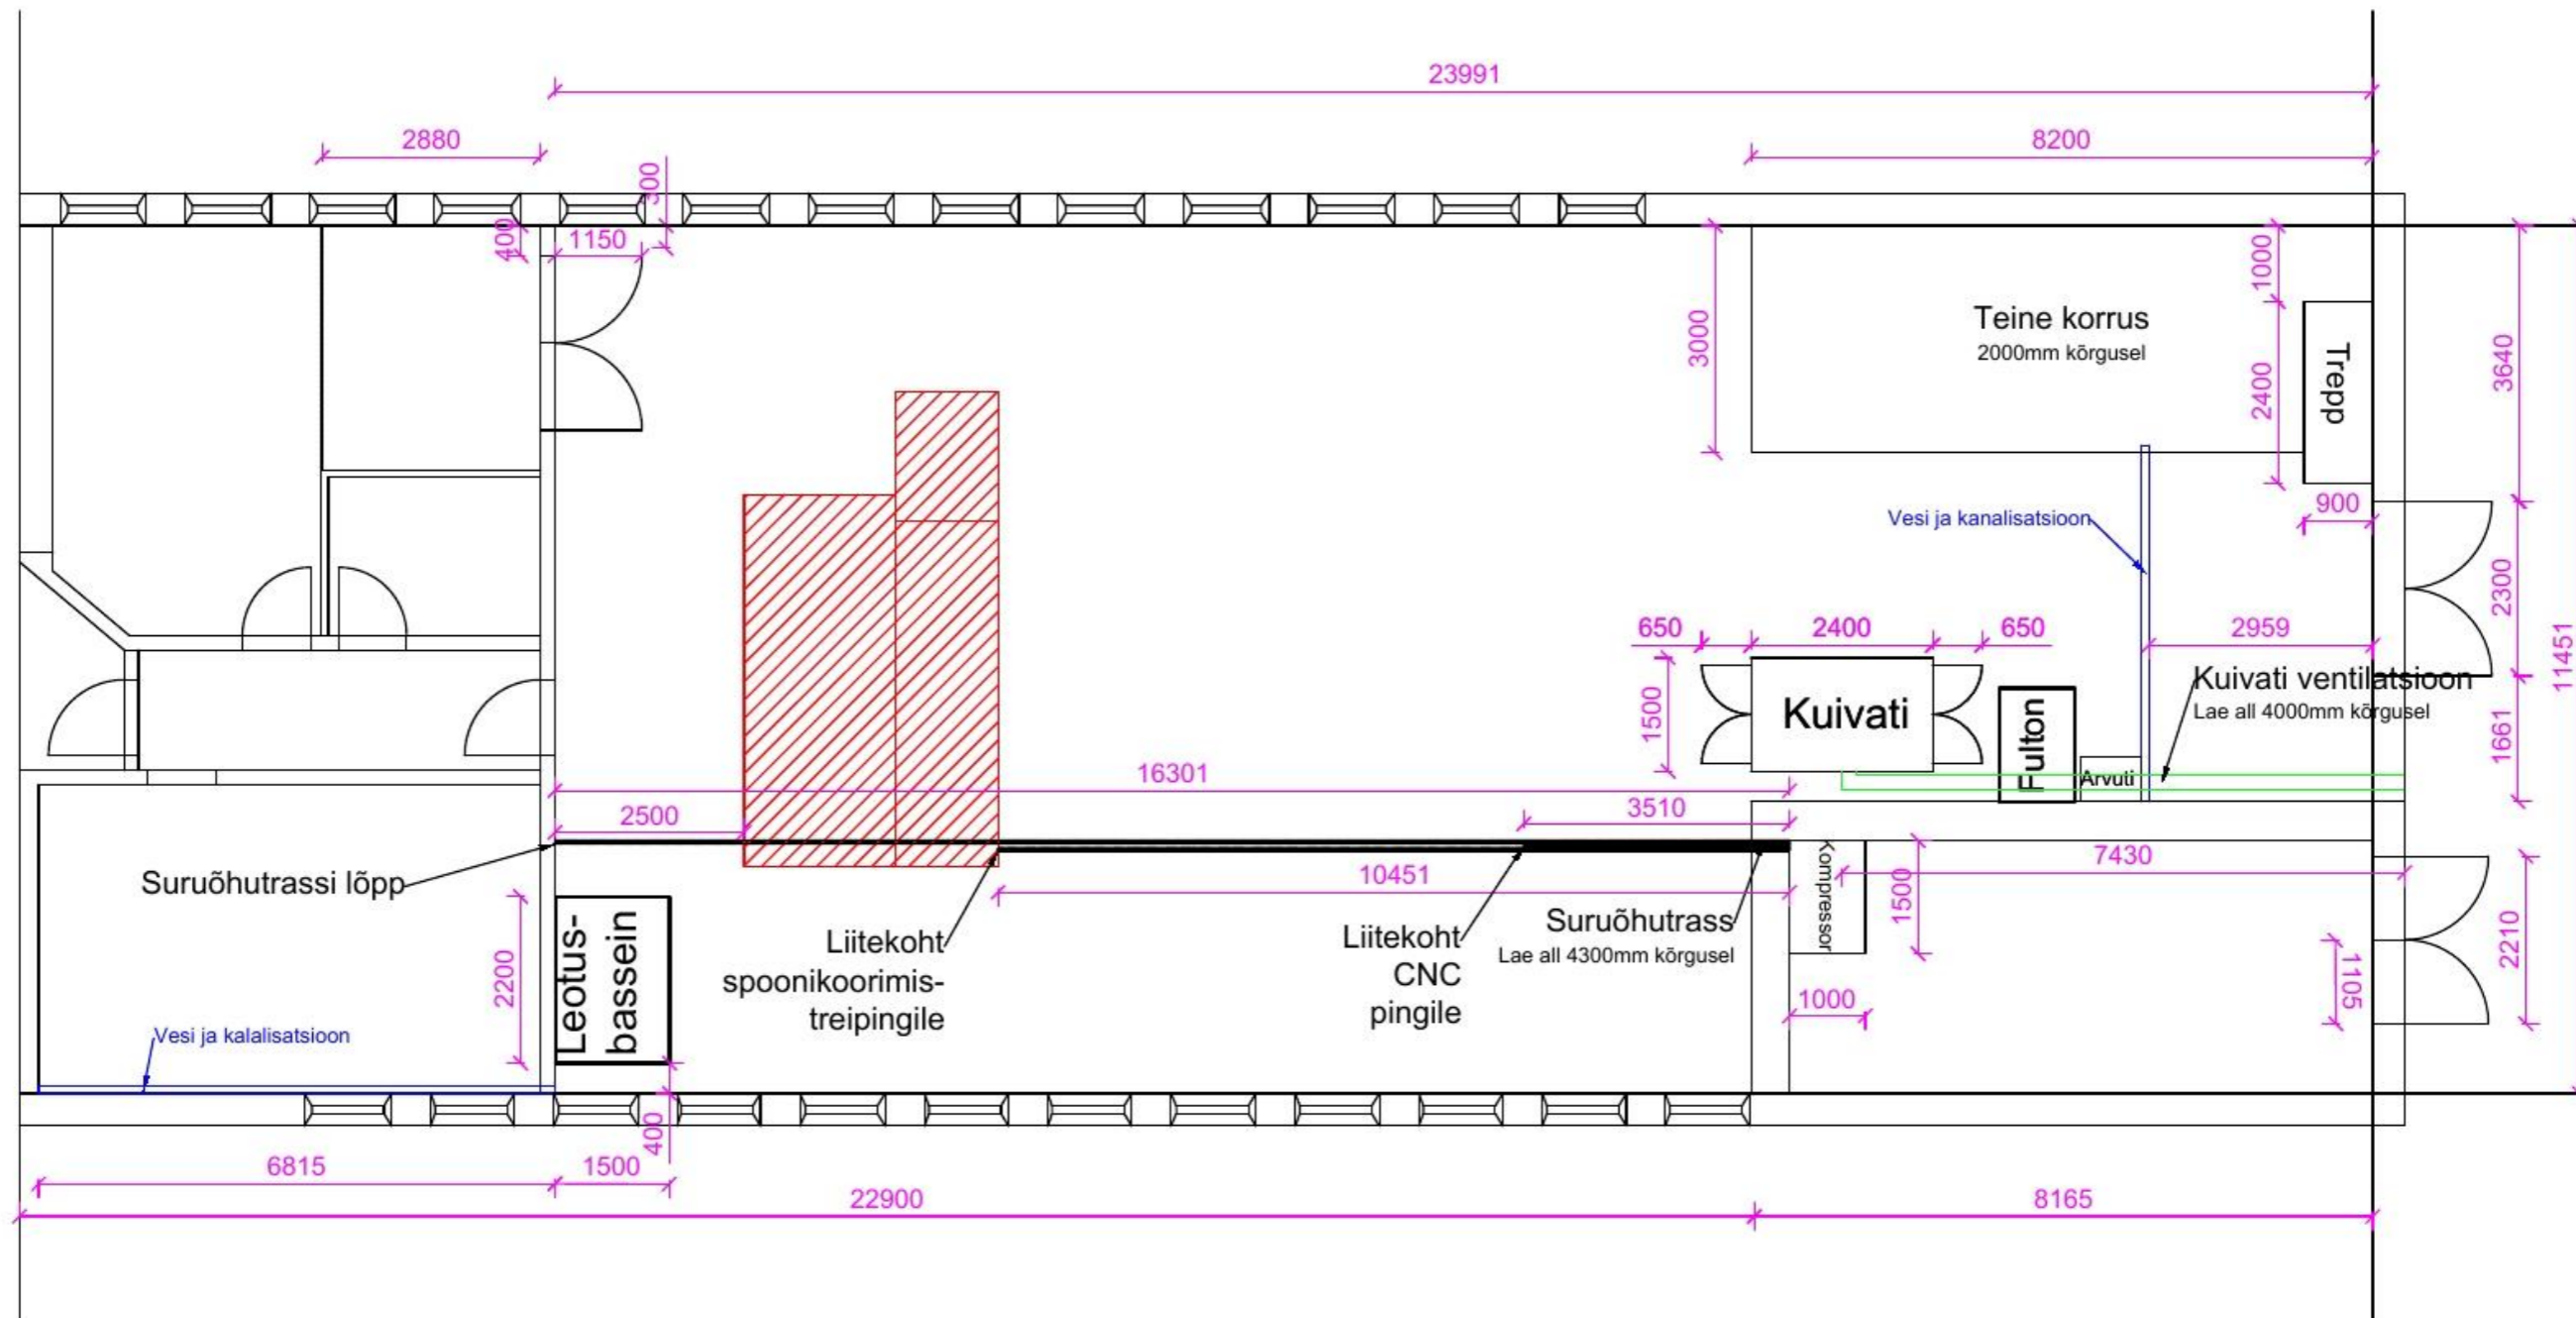 23991
2880
8200
300
400
1150
1000
3000
Teine korrus
2000mm kõrgusel
2400
Trepp
3640
900
Vesi ja kanalisatsioon
2300
650
2400
650
2959
11451
1500
Kuivati
Fulton
Arvuti
Kuivati ventilatsioon
Lae all 4000mm kõrgusel
1661
16301
2500
3510
Suruõhutrassi lõpp
10451
7430
Kompressor
1500
Leotus-
bassein
2200
Liitekoht
spoonikoorimis-
treipingile
Liitekoht
CNC
pingile
Suruõhutrass
Lae all 4300mm kõrgusel
1000
1105
2210
Vesi ja kalalisatsioon
400
6815
1500
22900
8165